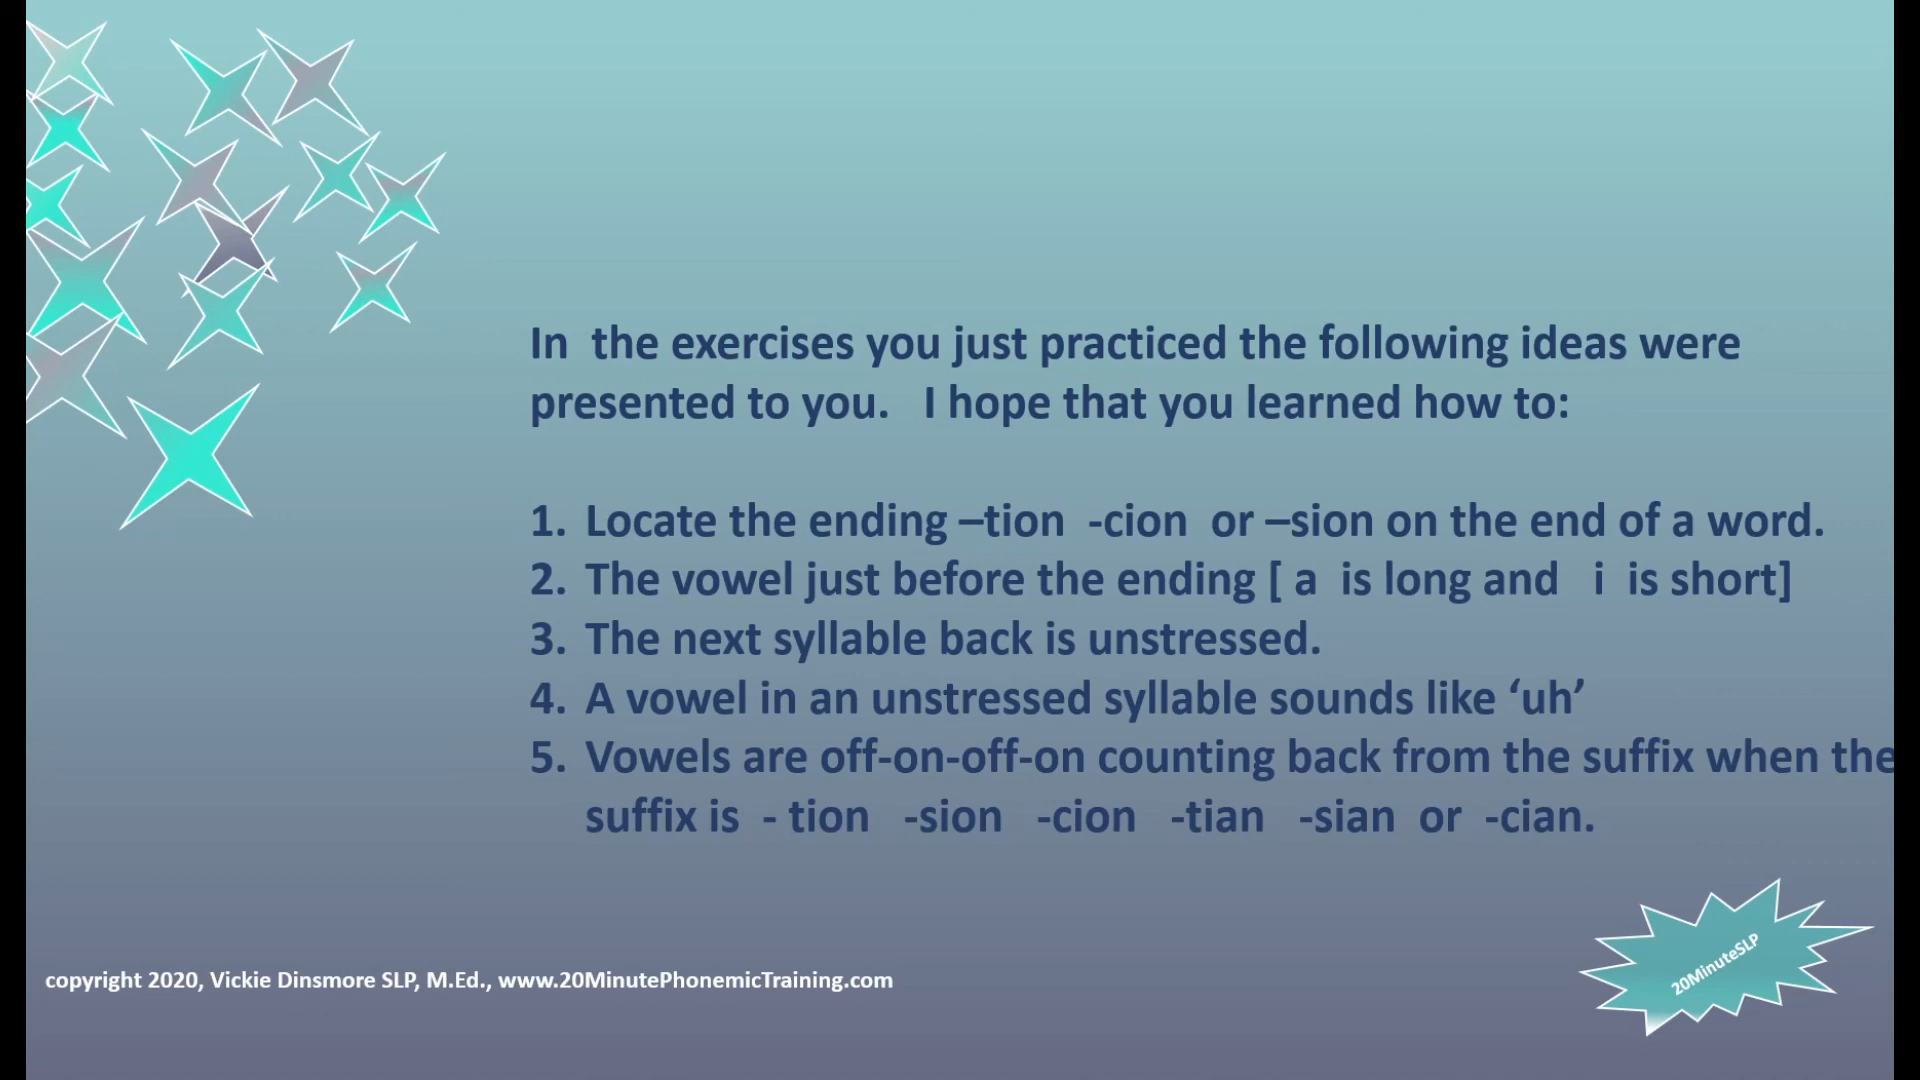 In  the exercises you just practiced the following ideas were
presented to you.   I hope that you learned how to:
1. Locate the ending –tion  -cion  or –sion on the end of a word.
2. The vowel just before the ending [ a  is long and   i  is short]
3. The next syllable back is unstressed.
4. A vowel in an unstressed syllable sounds like ‘uh’
5. Vowels are off-on-off-on counting back from the suffix when the
suffix is  - tion   -sion   -cion   -tian   -sian  or  -cian.
20MinuteSLP
copyright 2020, Vickie Dinsmore SLP, M.Ed., www.20MinutePhonemicTraining.com